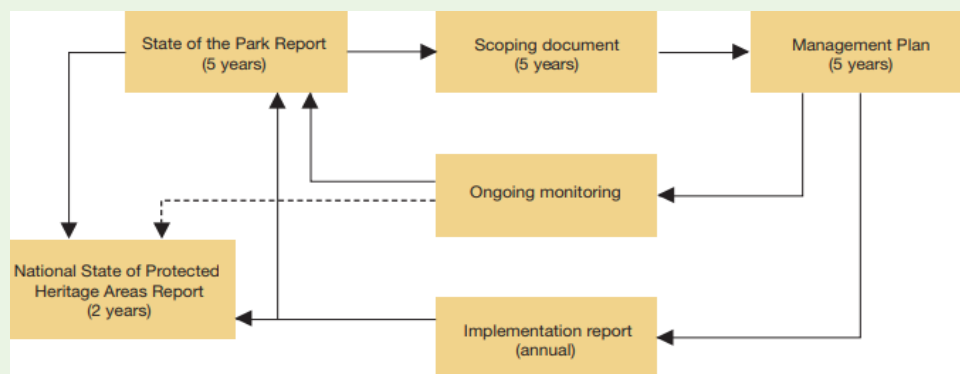 State of the Park Report
(5 years)
Scoping document
(5 years)
Management Plan
(5 years)
Ongoing monitoring
National State of Protected
Heritage Areas Report
(2 years)
Implementation report
(annual)